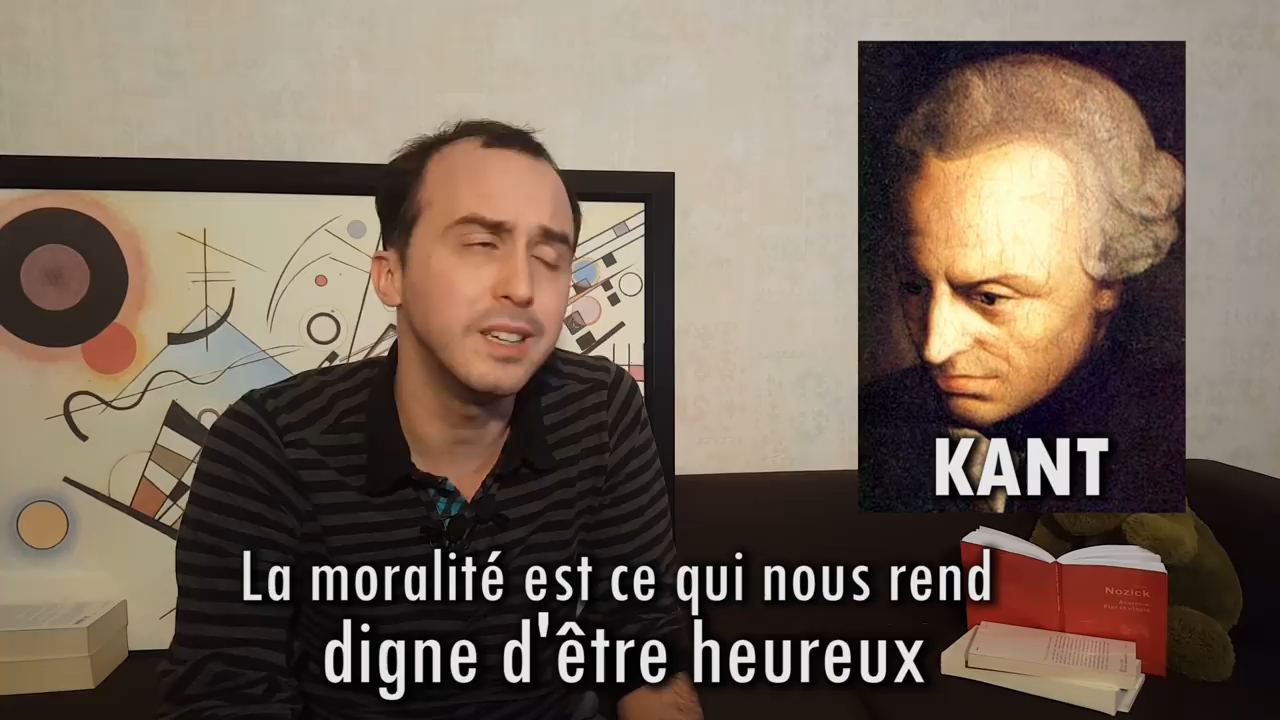 KANT
Nozick
La moralité est ce qui nous rend
digne d'être heureux